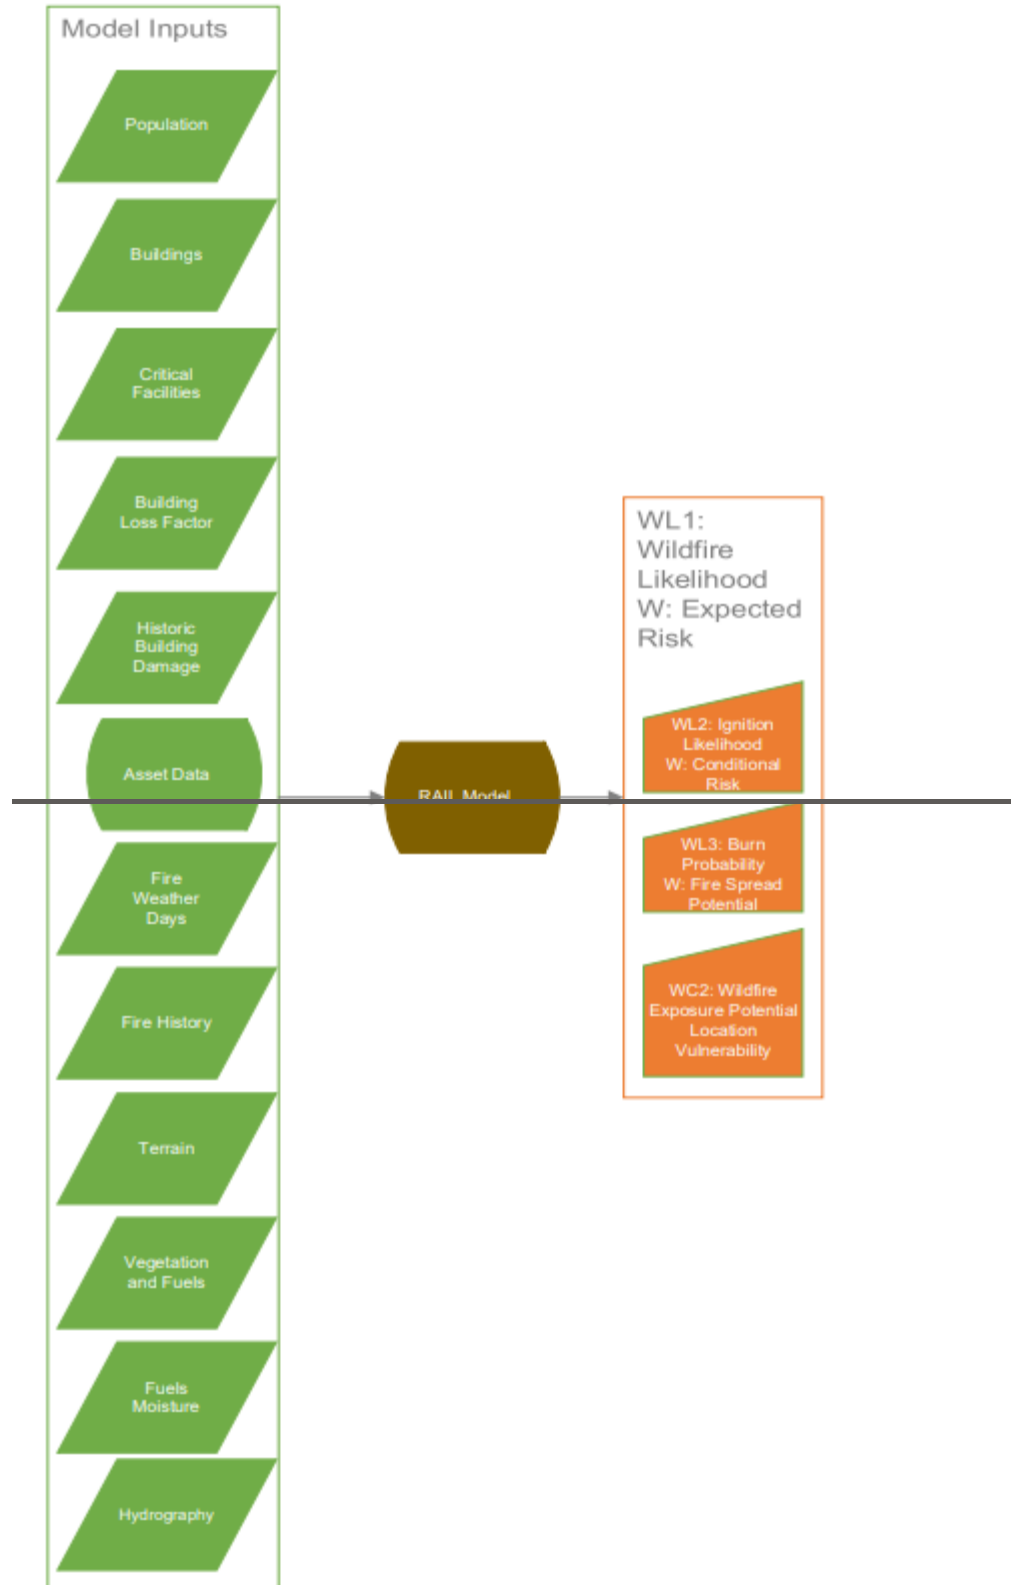 Model Inputs
Population
Buildings
Critical
Facilities
Building
Loss Factor
Historic
Building
Damage
Asset Data
Fire
Weather
Days
Fire History
Terrain
Vegetation
and Fuels
Fuels
Moisture
Hydrography
Model
WL1:
Wildfire
Likelihood
W: Expected
Risk
WL2: Ignition
Likelihood
W: Conditional
Risk
WL3: Burn
Probability
W: Fire Spread
Potential
WC2: Wildfire
Exposure Potential
Location
Vulnerability